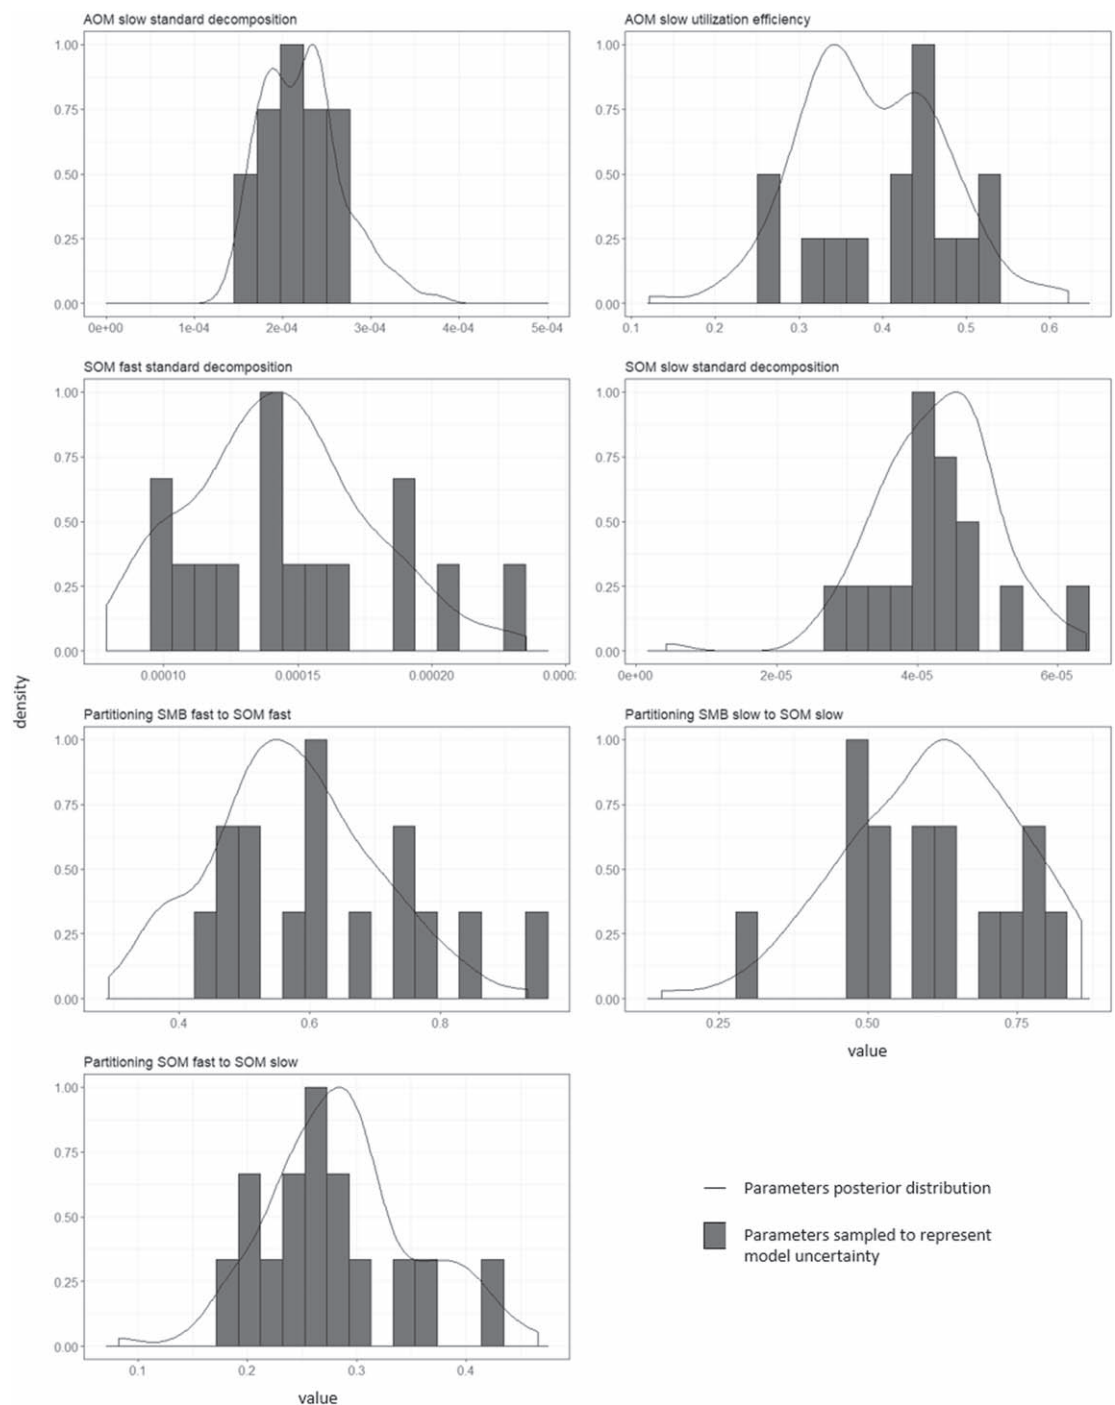 AOM slow standard decomposition
1.00
0.75
0.50
0.25
0.00
0e+00 1e-04 2e-04 3e-04 4e-04 5e-04
AOM slow utilization efficiency
1.00
0.75
0.50
0.25
0.00
0.1 0.2 0.3 0.4 0.5 0.6
SOM fast standard decomposition
1.00
0.75
0.50
0.25
0.00
0.00010 0.00015 0.00020
SOM slow standard decomposition
1.00
0.75
0.50
0.25
0.00
0e+00 2e-05 4e-05 6e-05
density
Partitioning SMB fast to SOM fast
1.00
0.75
0.50
0.25
0.00
0.4 0.6 0.8
Partitioning SMB slow to SOM slow
1.00
0.75
0.50
0.25
0.00
0.25 0.50 0.75
value
Partitioning SOM fast to SOM slow
1.00
0.75
0.50
0.25
0.00
0.1 0.2 0.3 0.4
value
Parameters posterior distribution
Parameters sampled to represent
model uncertainty